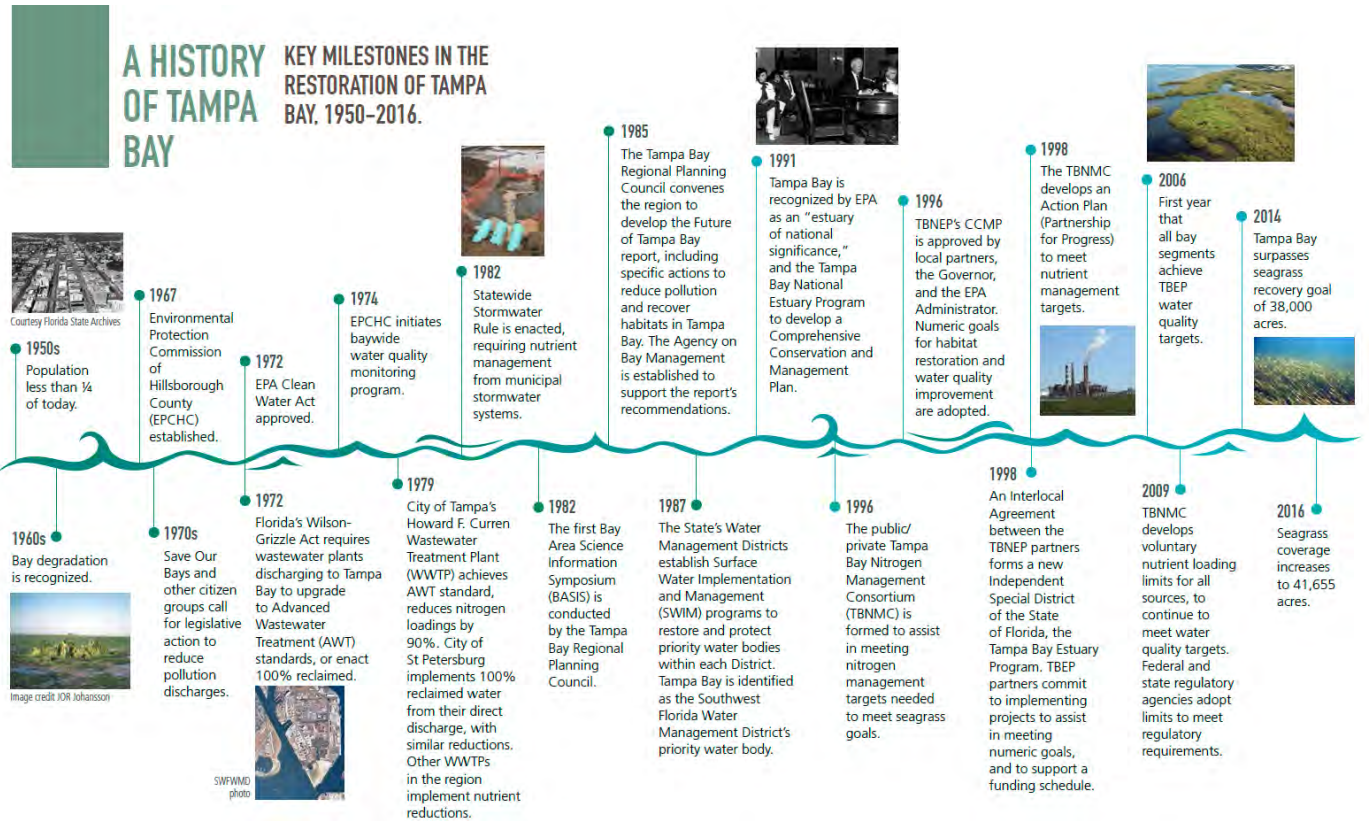 A HISTORY
OF TAMPA
BAY
KEY MILESTONES IN THE
RESTORATION OF TAMPA
BAY, 1950–2016.
Courtesy Florida State Archives
1950s
Population
less than ¼
of today.
1960s
Bay degradation
is recognized.
Image credit JOR Johansson
1967
Environmental
Protection
Commission
of
Hillsborough
County
(EPCHC)
established.
1970s
Save Our
Bays and
other citizen
groups call
for legislative
action to
reduce
pollution
discharges.
1972
EPA Clean
Water Act
approved.
1972
Florida's Wilson-
Grizzle Act requires
wastewater plants
discharging to Tampa
Bay to upgrade
to Advanced
Wastewater
Treatment (AWT)
standards, or enact
100% reclaimed.
SWFWMD
photo
1974
EPCHC initiates
baywide
water quality
monitoring
program.
1979
City of Tampa's
Howard F. Curren
Wastewater
Treatment Plant
(WWTP) achieves
AWT standard,
reduces nitrogen
loadings by
90%. City of
St Petersburg
implements 100%
reclaimed water
from their direct
discharge, with
similar reductions.
Other WWTPs
in the region
implement nutrient
reductions.
1982
Statewide
Stormwater
Rule is enacted,
requiring nutrient
management
from municipal
stormwater
systems.
1982
The first Bay
Area Science
Information
Symposium
(BASIS) is
conducted
by the Tampa
Bay Regional
Planning
Council.
1985
The Tampa Bay
Regional Planning
Council convenes
the region to
develop the Future
of Tampa Bay
report, including
specific actions to
reduce pollution
and recover
habitats in Tampa
Bay. The Agency on
Bay Management
is established to
support the report's
recommendations.
1987
The State's Water
Management Districts
establish Surface
Water Implementation
and Management
(SWIM) programs to
restore and protect
priority water bodies
within each District.
Tampa Bay is identified
as the Southwest
Florida Water
Management District's
priority water body.
1991
Tampa Bay is
recognized by EPA
as an "estuary
of national
significance,"
and the Tampa
Bay National
Estuary Program
to develop a
Comprehensive
Conservation and
Management
Plan.
1996
The public/
private Tampa
Bay Nitrogen
Management
Consortium
(TBNMC) is
formed to assist
in meeting
nitrogen
management
targets needed
to meet seagrass
goals.
1996
TBNEP's CCMP
is approved by
local partners,
the Governor,
and the EPA
Administrator.
Numeric goals
for habitat
restoration and
water quality
improvement
are adopted.
1998
The TBNMC
develops an
Action Plan
(Partnership
for Progress)
to meet
nutrient
management
targets.
1998
An Interlocal
Agreement
between the
TBNEP partners
forms a new
Independent
Special District
of the State
of Florida, the
Tampa Bay Estuary
Program. TBEP
partners commit
to implementing
projects to assist
in meeting
numeric goals,
and to support a
funding schedule.
2006
First year
that
all bay
segments
achieve
TBEP
water
quality
targets.
2009
TBNMC
develops
voluntary
nutrient loading
limits for all
sources, to
continue to
meet water
quality targets.
Federal and
state regulatory
agencies adopt
limits to meet
regulatory
requirements.
2014
Tampa Bay
surpasses
seagrass
recovery goal
of 38,000
acres.
2016
Seagrass
coverage
increases
to 41,655
acres.